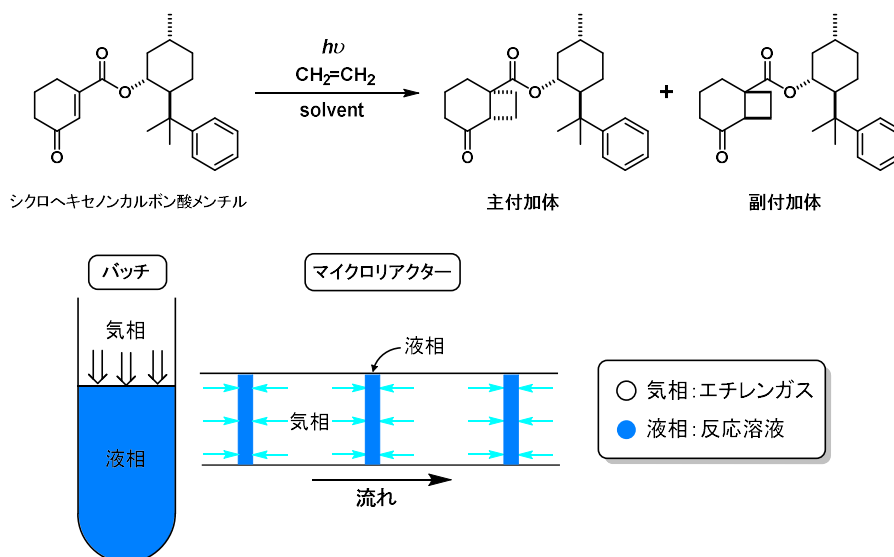 hυ
CH₂=CH₂
solvent
O
O
O
シクロヘキセノンカルボン酸メンチル
O
O
O
主付加体
+
O
O
O
副付加体
バッチ
マイクロリアクター
気相
液相
液相
気相
流れ
気相：エチレンガス
液相：反応溶液